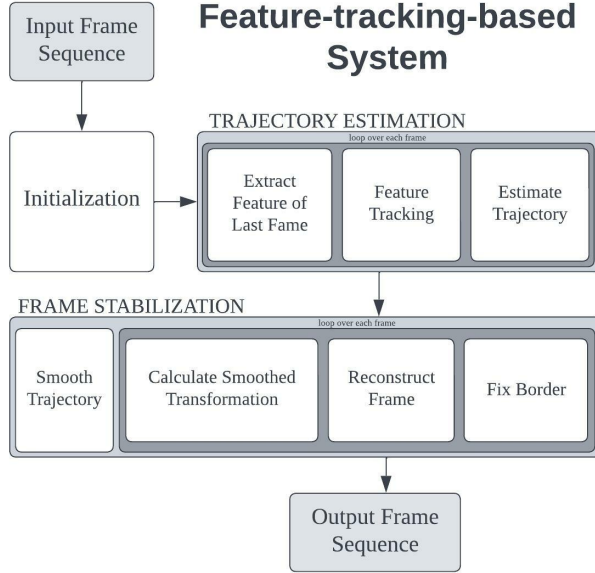 Feature-tracking-based
System
Input Frame
Sequence
Initialization
TRAJECTORY ESTIMATION
loop over each frame
Extract
Feature of
Last Fame
Feature
Tracking
Estimate
Trajectory
FRAME STABILIZATION
loop over each frame
Smooth
Trajectory
Calculate Smoothed
Transformation
Reconstruct
Frame
Fix Border
Output Frame
Sequence